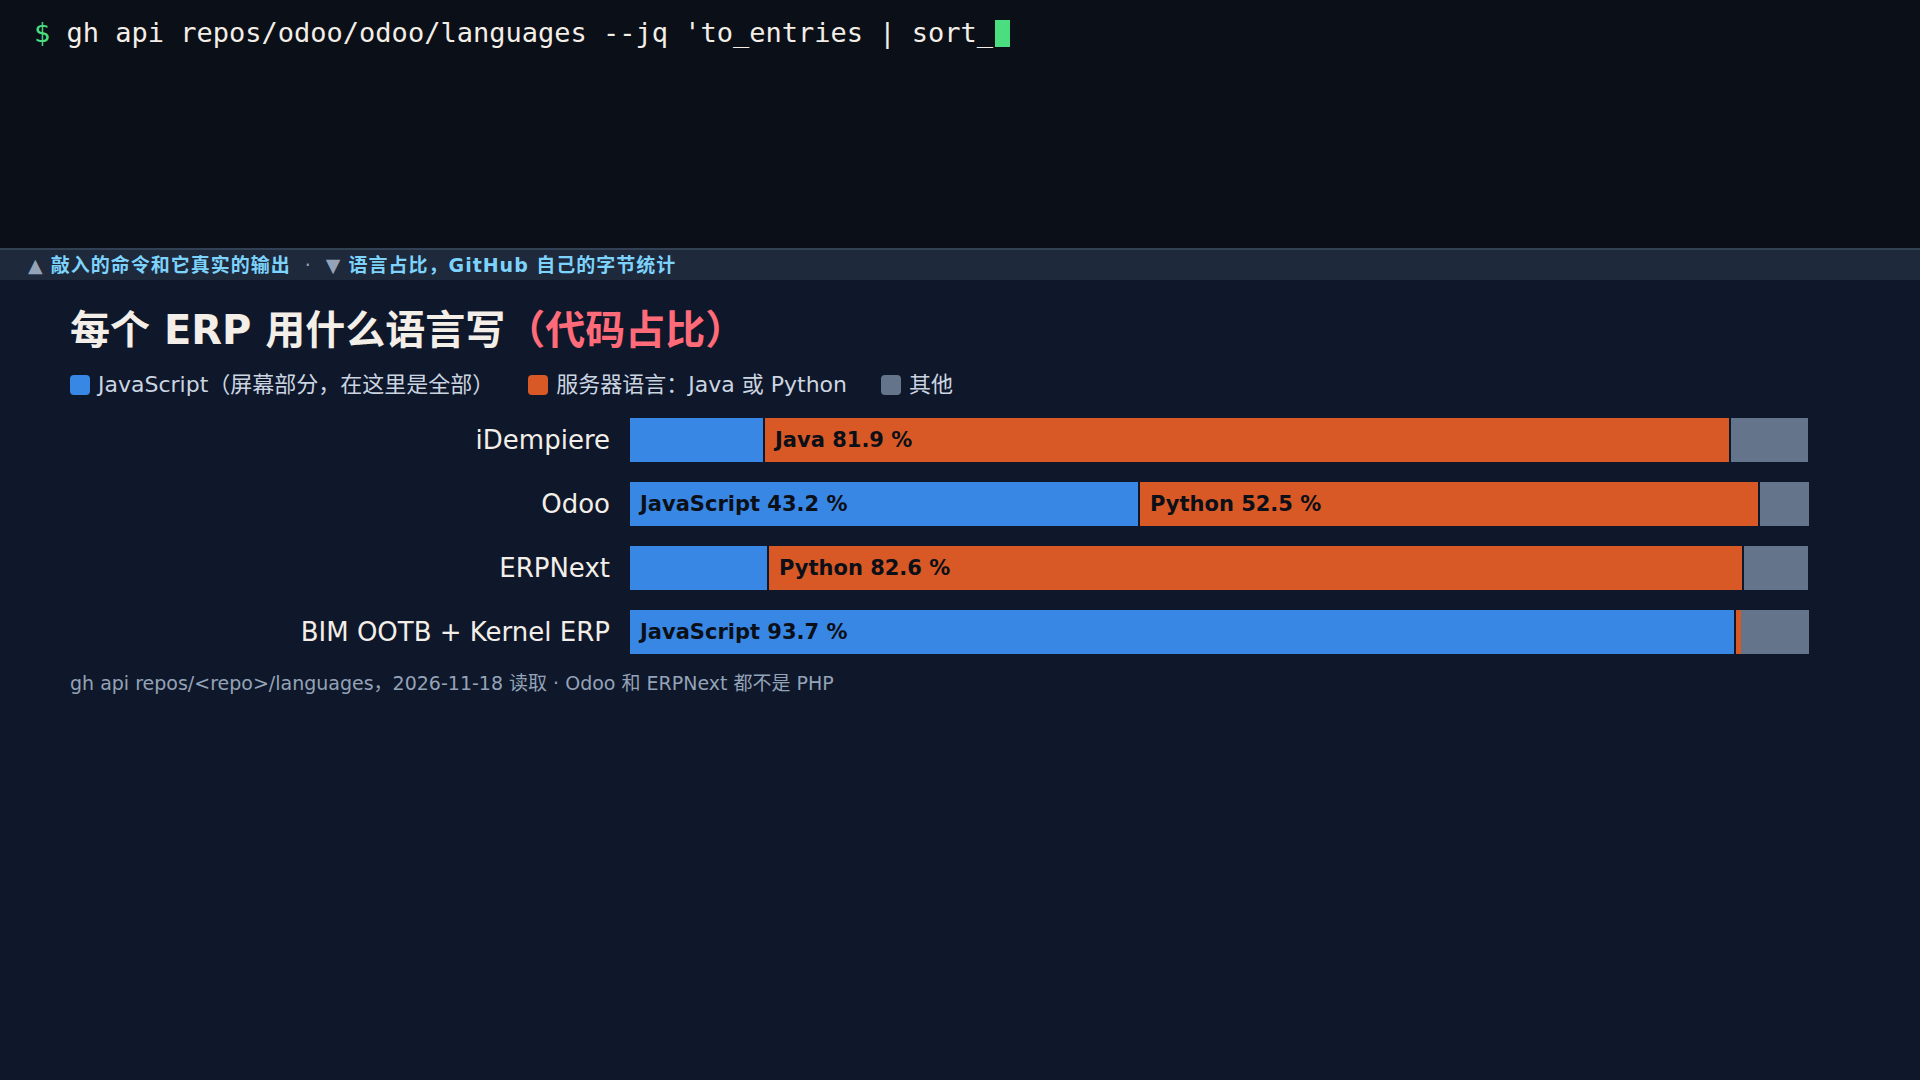 $ gh api repos/odoo/odoo/languages --jq 'to_entries | sort_
▲ 敲入的命令和它真实的输出 · ▼ 语言占比，GitHub 自己的字节统计
每个 ERP 用什么语言写（代码占比）
JavaScript（屏幕部分，在这里是全部） 服务器语言：Java 或 Python 其他
iDempiere Java 81.9 %
Odoo JavaScript 43.2 % Python 52.5 %
ERPNext Python 82.6 %
BIM OOTB + Kernel ERP JavaScript 93.7 %
gh api repos/<repo>/languages，2026-11-18 读取 · Odoo 和 ERPNext 都不是 PHP